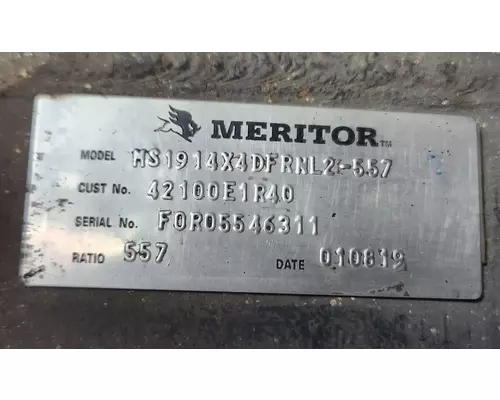 MERITOR™
MODEL MS1914X4DFRNL2-557
CUST No. 42100E1R40
SERIAL No. FOR05546311
RATIO 557 DATE 010819